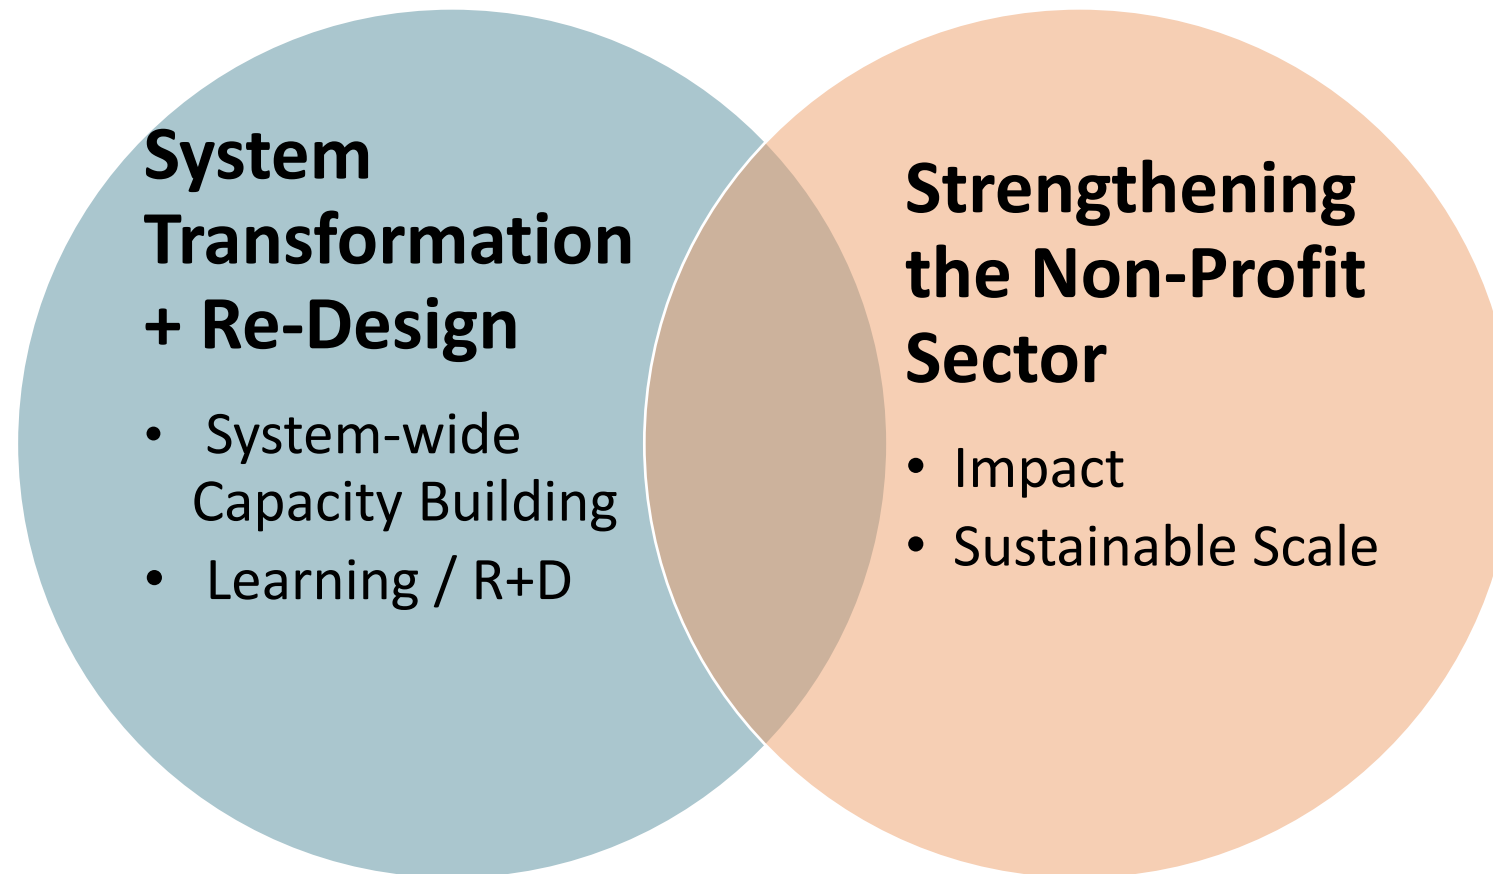 System
Transformation
+ Re-Design
• System-wide
Capacity Building
• Learning / R+D
Strengthening
the Non-Profit
Sector
• Impact
• Sustainable Scale